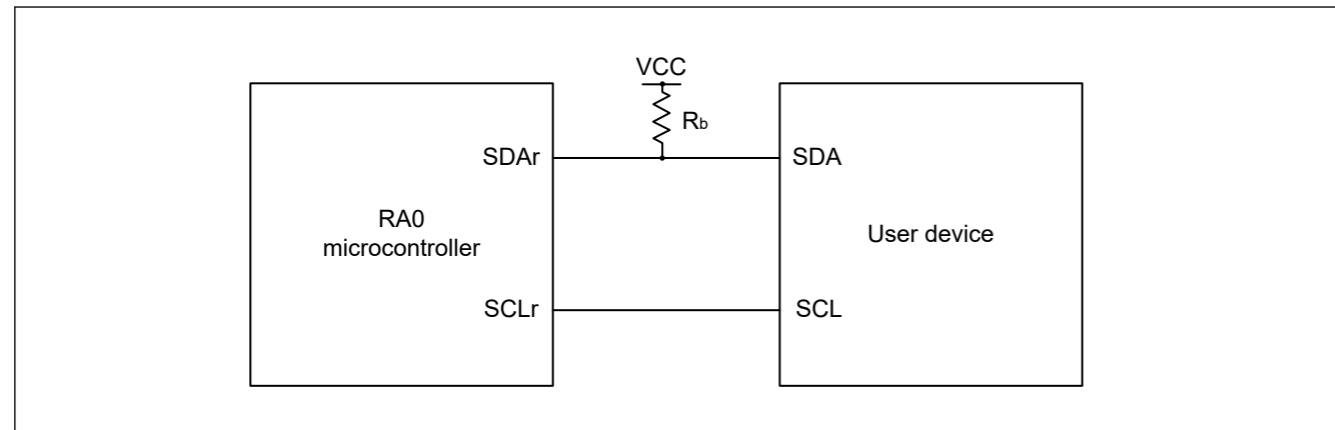 VCC
Rb
SDAr
SDA
RA0
microcontroller
User device
SCLr
SCL